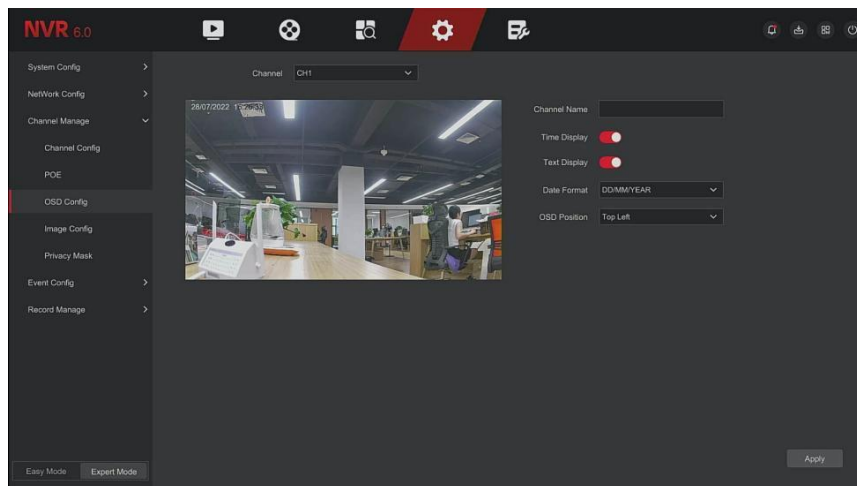 NVR 6.0
System Config
NetWork Config
Channel Manage
Channel Config
POE
OSD Config
Image Config
Privacy Mask
Event Config
Record Manage
Easy Mode Expert Mode
Channel CH1
28/07/2022
Channel Name
Time Display
Text Display
Date Format DD/MM/YEAR
OSD Position Top Left
Apply